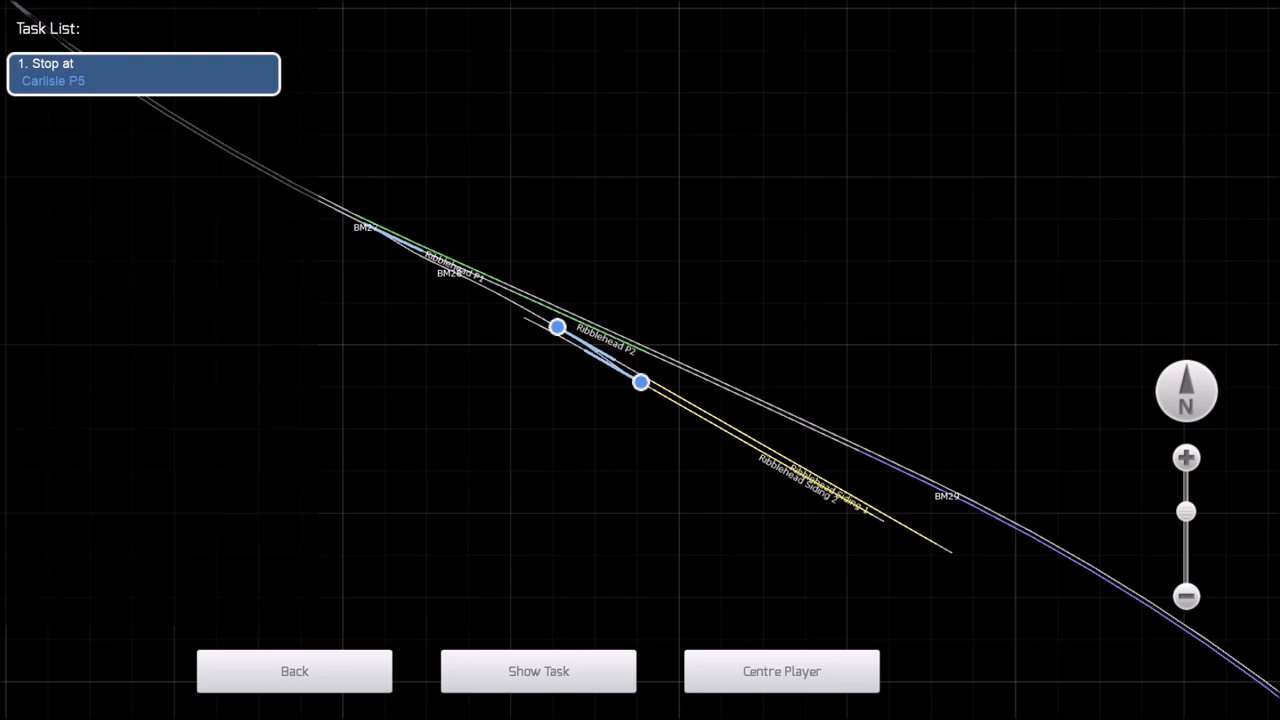 Task List:
1. Stop at
Carlisle P5
BM27
Ribblehead P1
BM28
Ribblehead P2
Ribblehead Siding 1
Ribblehead Siding 2
BM29
N
Back
Show Task
Centre Player